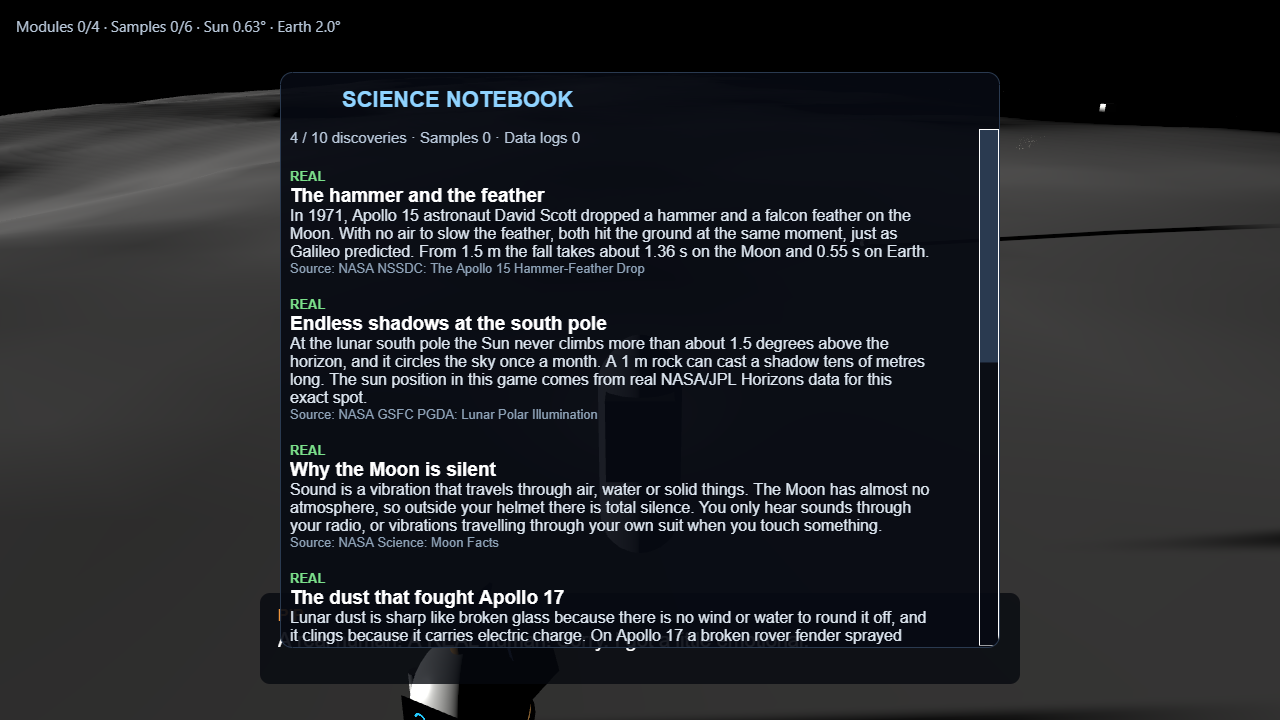 Modules 0/4 · Samples 0/6 · Sun 0.63° · Earth 2.0°
SCIENCE NOTEBOOK
4 / 10 discoveries · Samples 0 · Data logs 0
REAL
The hammer and the feather
In 1971, Apollo 15 astronaut David Scott dropped a hammer and a falcon feather on the
Moon. With no air to slow the feather, both hit the ground at the same moment, just as
Galileo predicted. From 1.5 m the fall takes about 1.36 s on the Moon and 0.55 s on Earth.
Source: NASA NSSDC: The Apollo 15 Hammer-Feather Drop
REAL
Endless shadows at the south pole
At the lunar south pole the Sun never climbs more than about 1.5 degrees above the
horizon, and it circles the sky once a month. A 1 m rock can cast a shadow tens of metres
long. The sun position in this game comes from real NASA/JPL Horizons data for this
exact spot.
Source: NASA GSFC PGDA: Lunar Polar Illumination
REAL
Why the Moon is silent
Sound is a vibration that travels through air, water or solid things. The Moon has almost no
atmosphere, so outside your helmet there is total silence. You only hear sounds through
your radio, or vibrations travelling through your own suit when you touch something.
Source: NASA Science: Moon Facts
REAL
The dust that fought Apollo 17
Lunar dust is sharp like broken glass because there is no wind or water to round it off, and
it clings because it carries electric charge. On Apollo 17 a broken rover fender sprayed